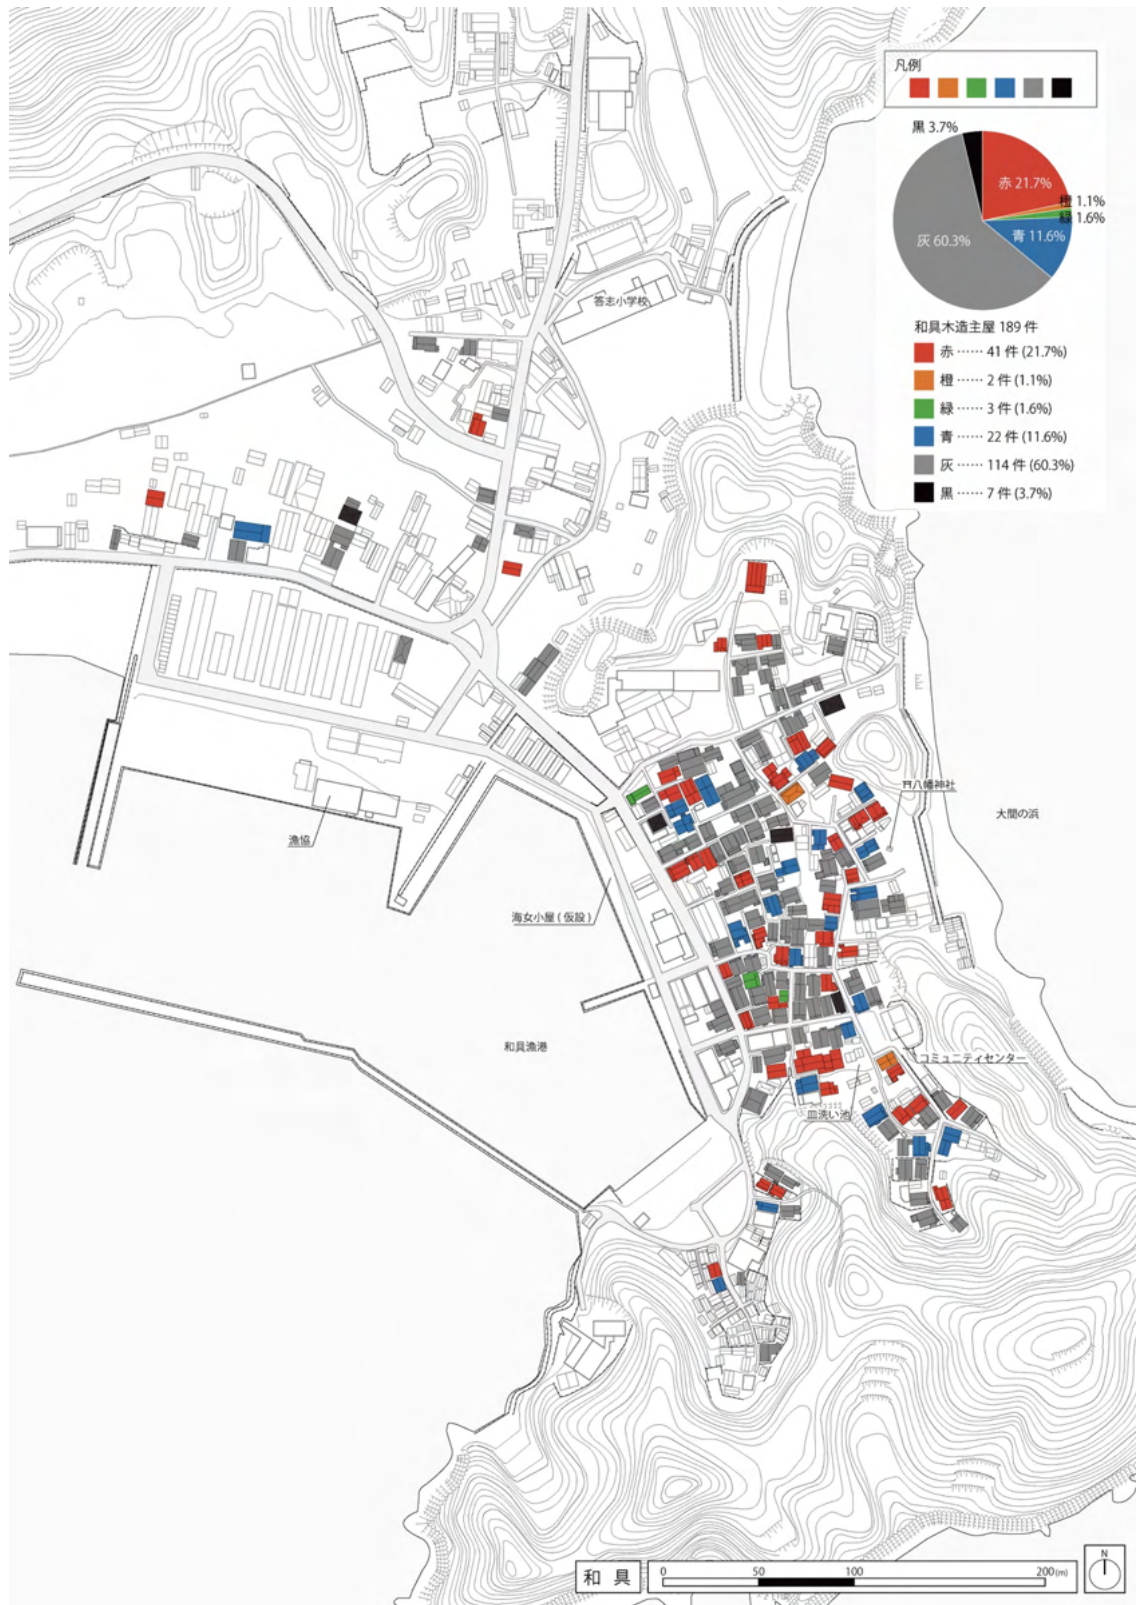 凡例
黒 3.7%
赤 21.7%
橙 1.1%
緑 1.6%
青 11.6%
灰 60.3%
和具木造主屋 189 件
赤 …… 41 件 (21.7%)
橙 …… 2 件 (1.1%)
緑 …… 3 件 (1.6%)
青 …… 22 件 (11.6%)
灰 …… 114 件 (60.3%)
黒 …… 7 件 (3.7%)
答志小学校
八幡神社
大間の浜
漁協
海女小屋 ( 仮設 )
和具漁港
コミュニティセンター
皿洗い池
和 具
0 50 100 200 (m)
N